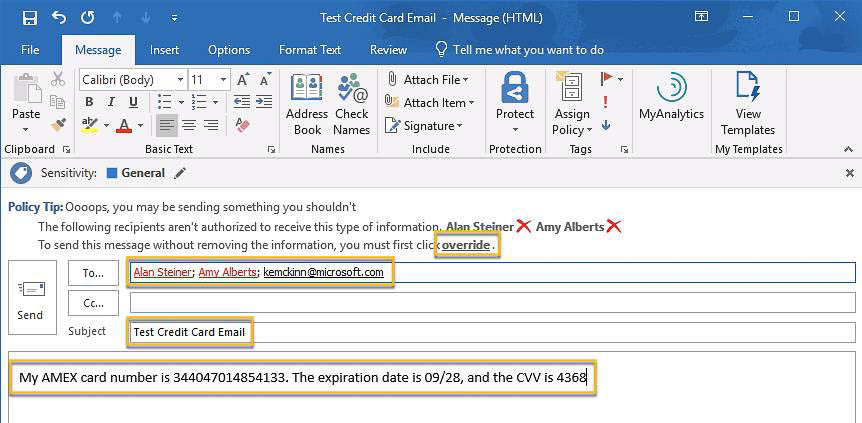 Test Credit Card Email - Message (HTML)
File Message Insert Options Format Text Review Tell me what you want to do
Calibri (Body) 11 A A Attach File Attach Item Signature
Paste B I U A Address Book Check Names Protect Assign Policy MyAnalytics View Templates
Clipboard Basic Text Names Include Protection Tags My Templates
Sensitivity: General
Policy Tip: Oooops, you may be sending something you shouldn't
The following recipients aren't authorized to receive this type of information. Alan Steiner Amy Alberts
To send this message without removing the information, you must first click override.
To... Alan Steiner; Amy Alberts; kemckinn@microsoft.com
Send Cc...
Subject Test Credit Card Email
My AMEX card number is 344047014854133. The expiration date is 09/28, and the CVV is 4368